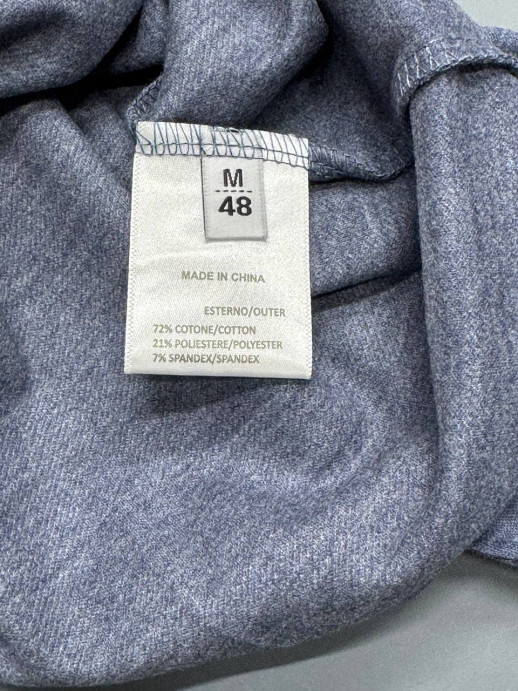 M
48
MADE IN CHINA
ESTERNO/OUTER
72% COTONE/COTTON
21% POLIESTERE/POLYESTER
7% SPANDEX/SPANDEX